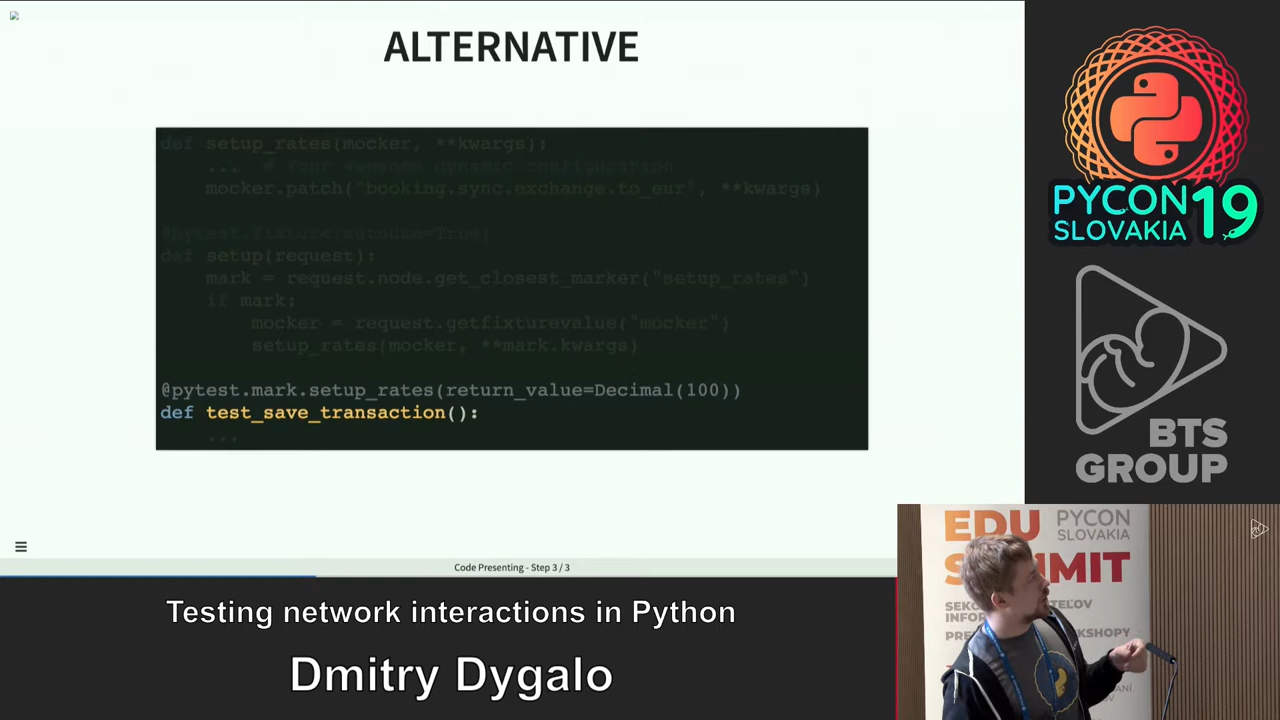 ALTERNATIVE
def setup_rates(mocker, **kwargs):
... # four awesome dynamic configuration
mocker.patch("booking.sync.exchange.to_eur", **kwargs)
@pytest.fixture(autouse=True)
def setup(request):
mark = request.node.get_closest_marker("setup_rates")
if mark:
mocker = request.getfixturevalue("mocker")
setup_rates(mocker, **mark.kwargs)
@pytest.mark.setup_rates(return_value=Decimal(100))
def test_save_transaction():
...
Code Presenting - Step 3 / 3
Testing network interactions in Python
Dmitry Dygalo
PYCON 19
SLOVAKIA
BTS
GROUP
EDU PYCON
SLOVAKIA